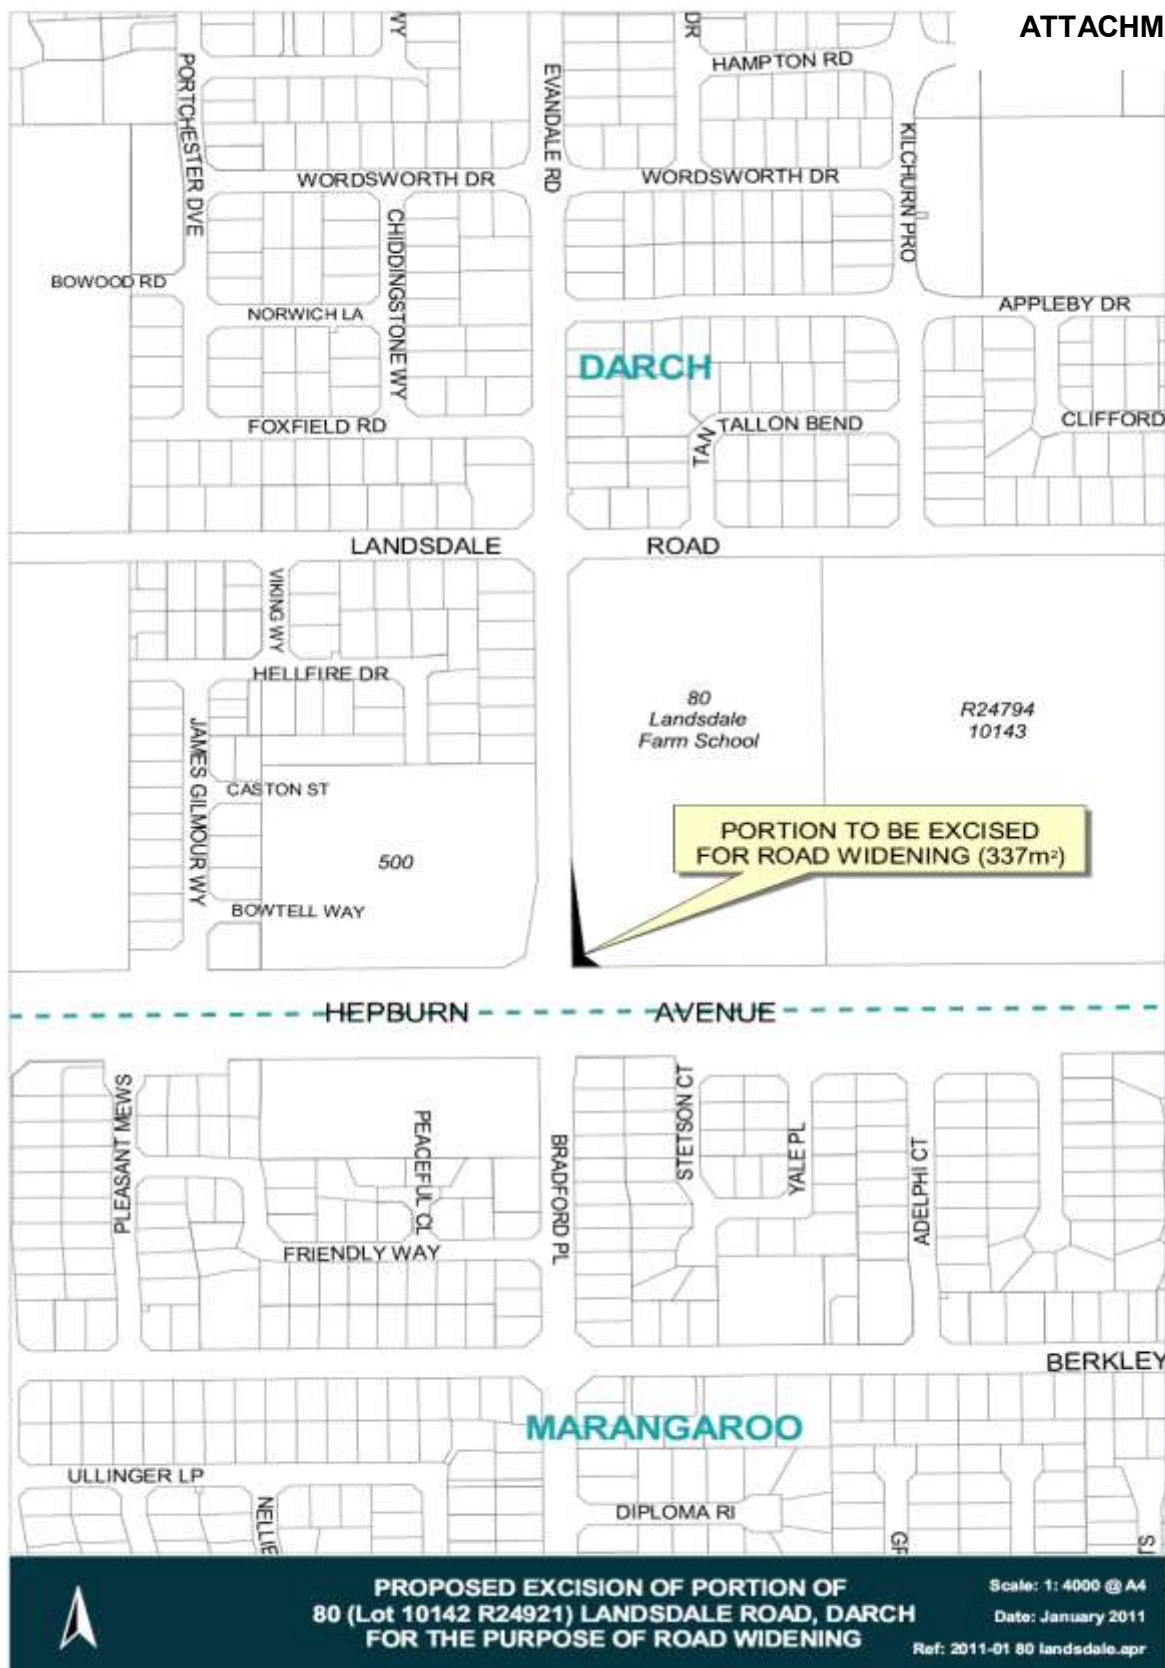 ATTACHM
WY
DR
HAMPTON RD
PORTCHESTER DVE
EVANDALE RD
KILCHURN PRO
WORDSWORTH DR
WORDSWORTH DR
CHIDDINGSTONE WY
BOWOOD RD
NORWICH LA
APPLEBY DR
DARCH
FOXFIELD RD
TAN
TALLON BEND
CLIFFORD
LANDSDALE
ROAD
VIKING WY
HELLFIRE DR
80
Landsdale
Farm School
R24794
10143
JAMES GILMOUR WY
CASTON ST
PORTION TO BE EXCISED
FOR ROAD WIDENING (337m²)
500
BOWTELL WAY
HEPBURN
AVENUE
PLEASANT MEWS
PEACEFUL CL
BRADFORD PL
STETSON CT
YALE PL
ADELPHI CT
FRIENDLY WAY
BERKLEY
MARANGAROO
ULLINGER LP
NELLIE
DIPLOMA RI
PROPOSED EXCISION OF PORTION OF
80 (Lot 10142 R24921) LANDSDALE ROAD, DARCH
FOR THE PURPOSE OF ROAD WIDENING
Scale: 1: 4000 @ A4
Date: January 2011
Ref: 2011-01 80 landsdale.apr